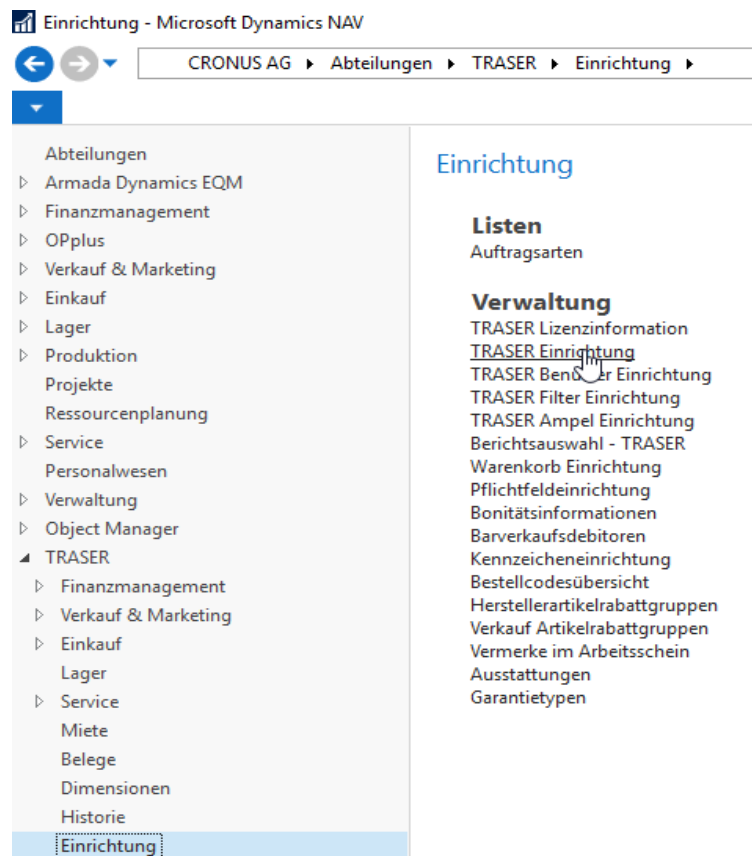 Einrichtung - Microsoft Dynamics NAV
CRONUS AG ▸ Abteilungen ▸ TRASER ▸ Einrichtung ▸
Abteilungen
Armada Dynamics EQM
Finanzmanagement
OPplus
Verkauf & Marketing
Einkauf
Lager
Produktion
Projekte
Ressourcenplanung
Service
Personalwesen
Verwaltung
Object Manager
TRASER
Finanzmanagement
Verkauf & Marketing
Einkauf
Lager
Service
Miete
Belege
Dimensionen
Historie
Einrichtung
Einrichtung
Listen
Auftragsarten
Verwaltung
TRASER Lizenzinformation
TRASER Einrichtung
TRASER Benutzer Einrichtung
TRASER Filter Einrichtung
TRASER Ampel Einrichtung
Berichtsauswahl - TRASER
Warenkorb Einrichtung
Pflichtfeldeinrichtung
Bonitätsinformationen
Barverkaufsdebitoren
Kennzeicheneinrichtung
Bestellcodesübersicht
Herstellerartikelrabattgruppen
Verkauf Artikelrabattgruppen
Vermerke im Arbeitsschein
Ausstattungen
Garantietypen